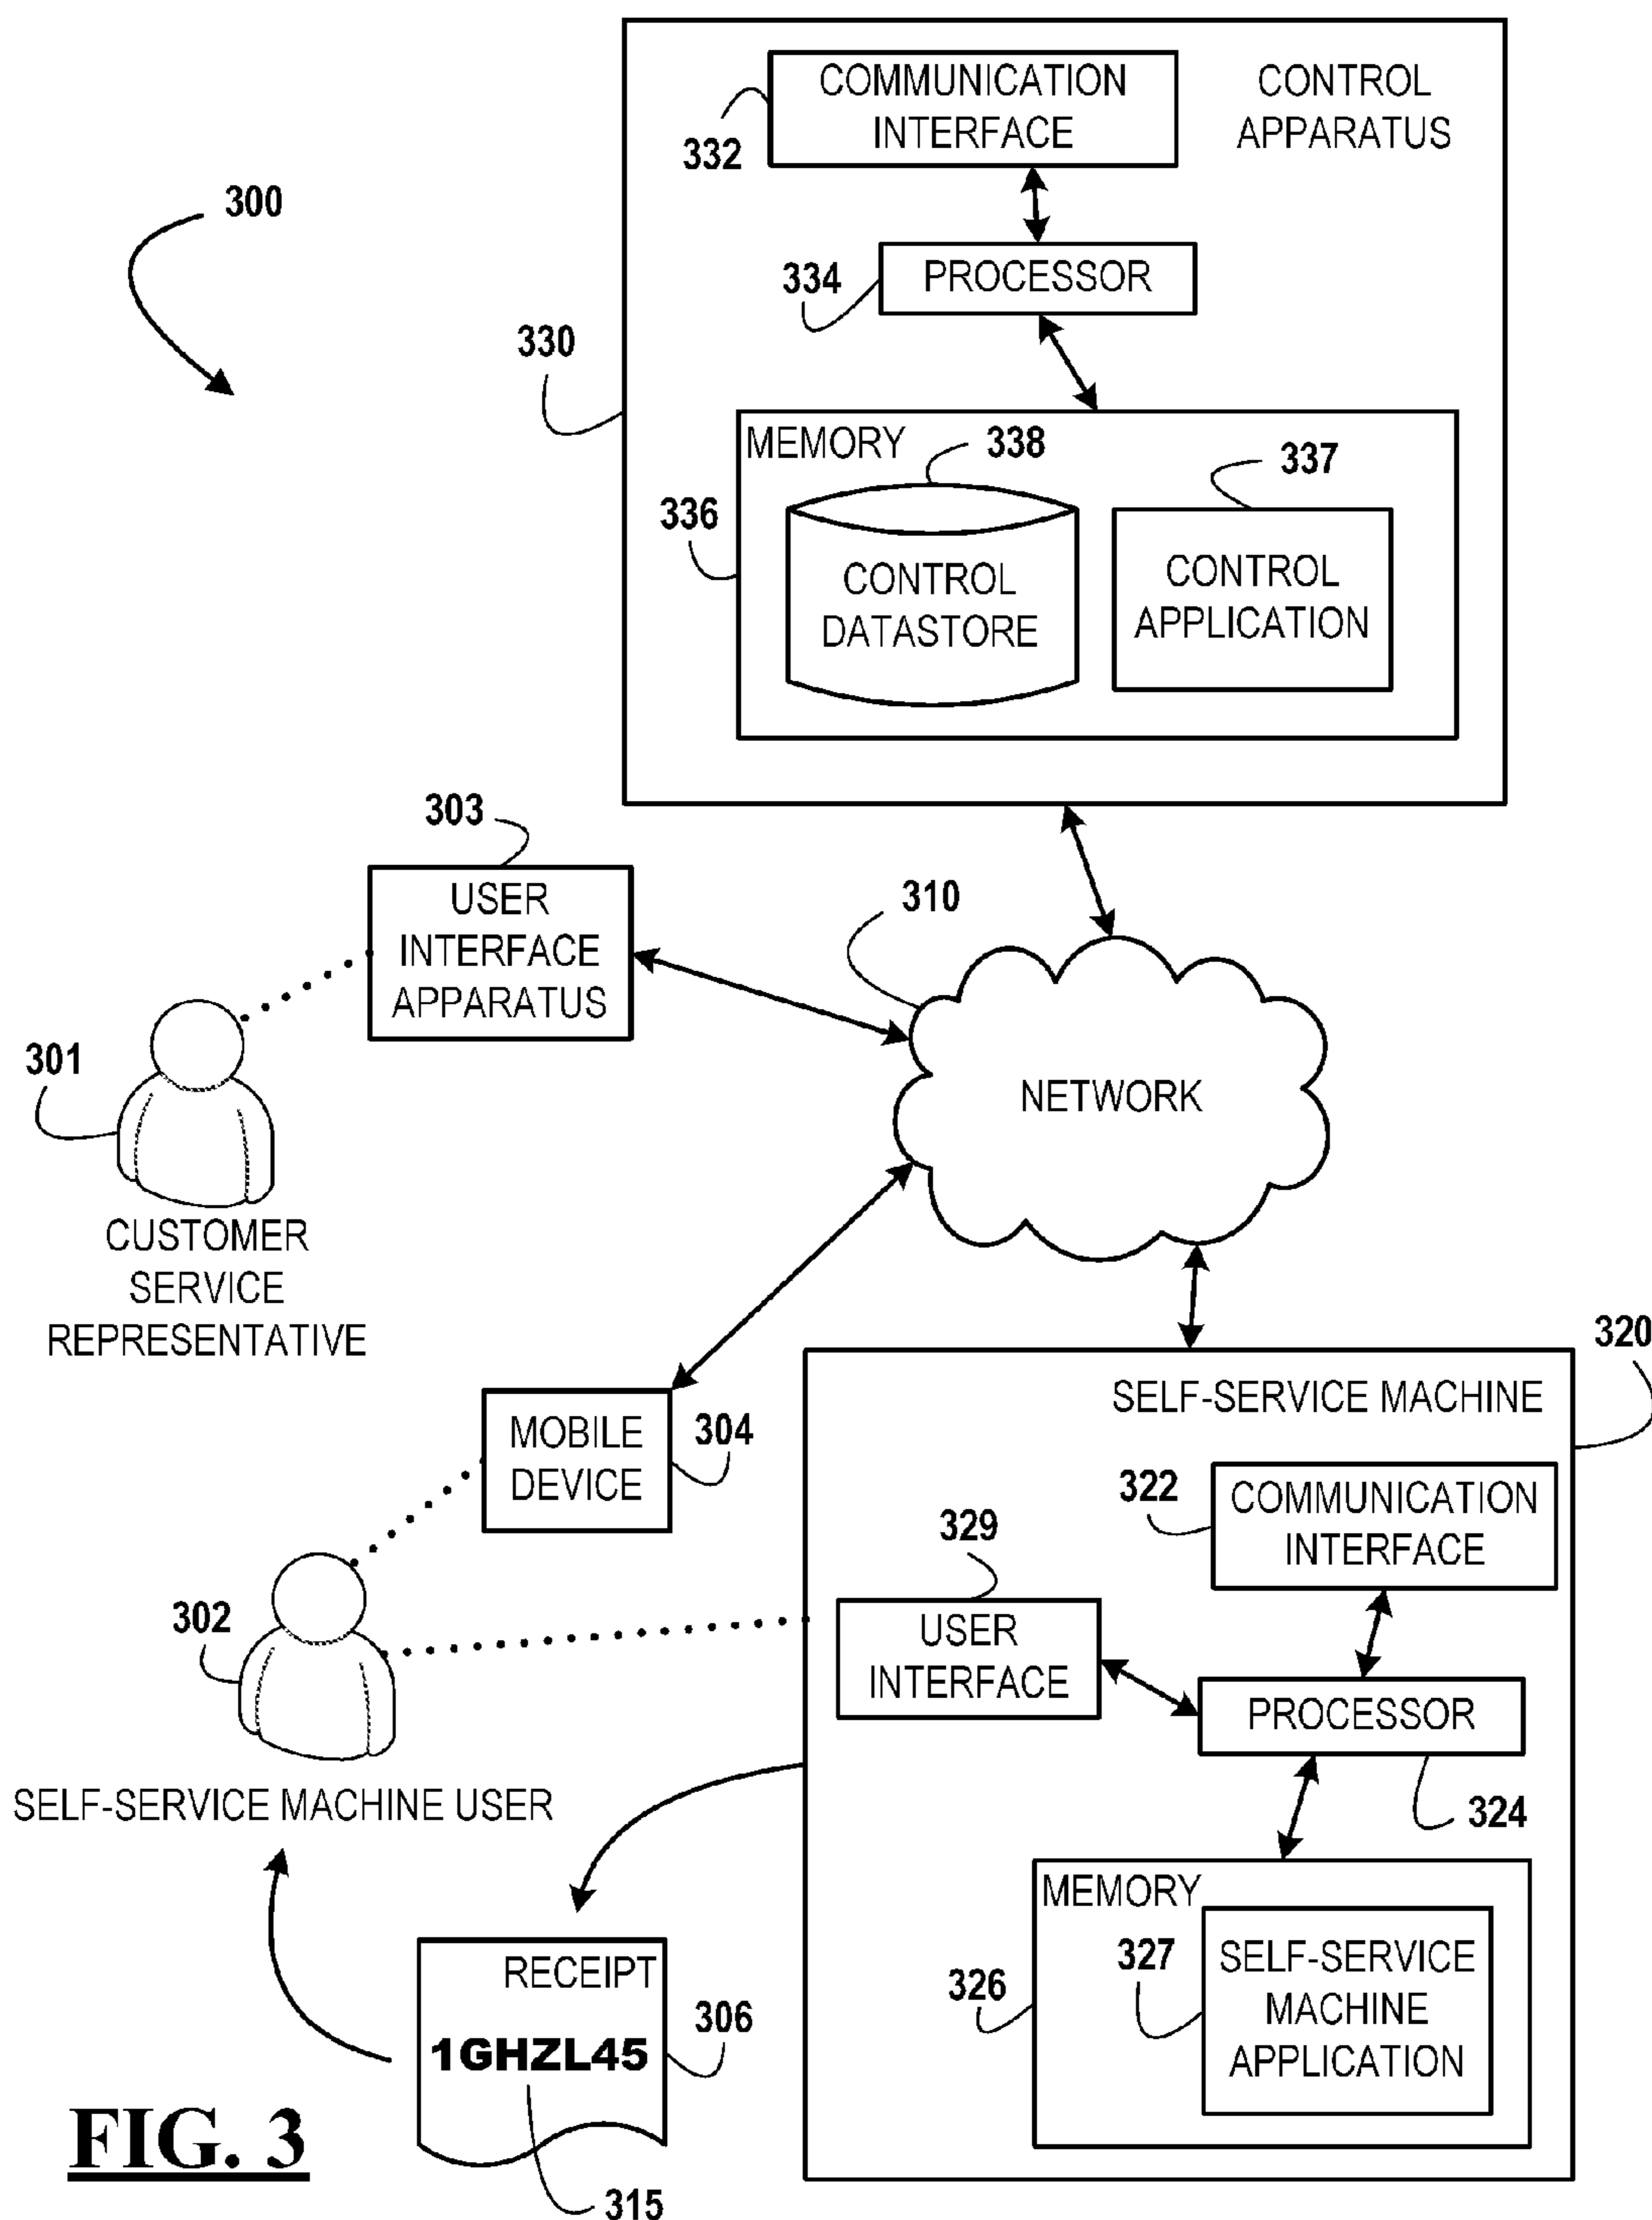 COMMUNICATION
INTERFACE
CONTROL
APPARATUS
332
300
334
PROCESSOR
330
MEMORY
338
337
336
CONTROL
DATASTORE
CONTROL
APPLICATION
303
USER
INTERFACE
APPARATUS
310
301
NETWORK
CUSTOMER
SERVICE
REPRESENTATIVE
320
SELF-SERVICE MACHINE
MOBILE
DEVICE
304
322
COMMUNICATION
INTERFACE
329
302
USER
INTERFACE
PROCESSOR
SELF-SERVICE MACHINE USER
324
MEMORY
327
SELF-SERVICE
MACHINE
APPLICATION
326
RECEIPT
306
1GHZL45
315
FIG. 3